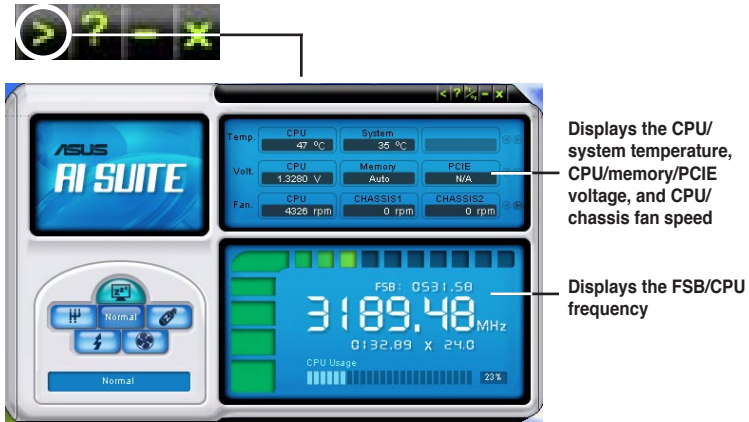 > ? - x
< ? °C/°F - x
ASUS
AI SUITE
Temp. CPU 47 °C System 35 °C
Volt. CPU 1.3280 V Memory Auto PCIE N/A
Fan. CPU 4326 rpm CHASSIS1 0 rpm CHASSIS2 0 rpm
Displays the CPU/
system temperature,
CPU/memory/PCIE
voltage, and CPU/
chassis fan speed
FSB: 0531.58
3189.48 MHz
0132.89 x 24.0
CPU Usage
23%
Displays the FSB/CPU
frequency
Normal
Normal